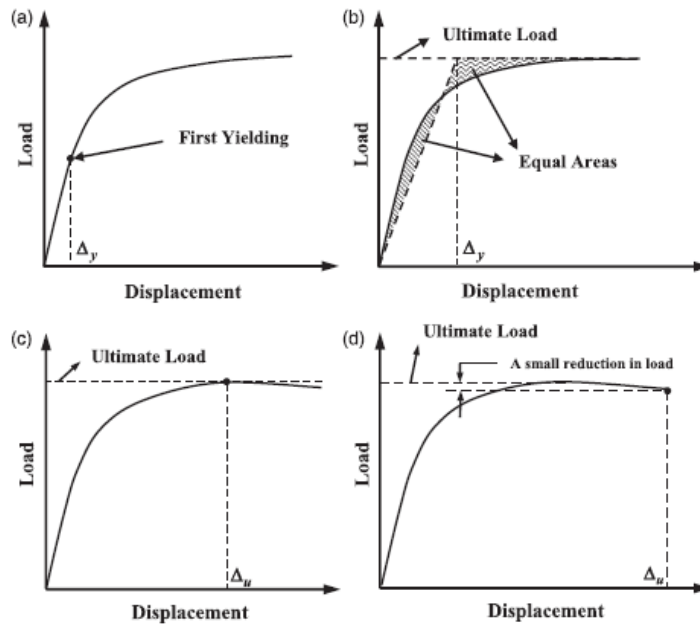 (a)
Load
First Yielding
Δy
Displacement
(b)
Ultimate Load
Load
Equal Areas
Δy
Displacement
(c)
Ultimate Load
Load
Δu
Displacement
(d)
Ultimate Load
A small reduction in load
Load
Δu
Displacement